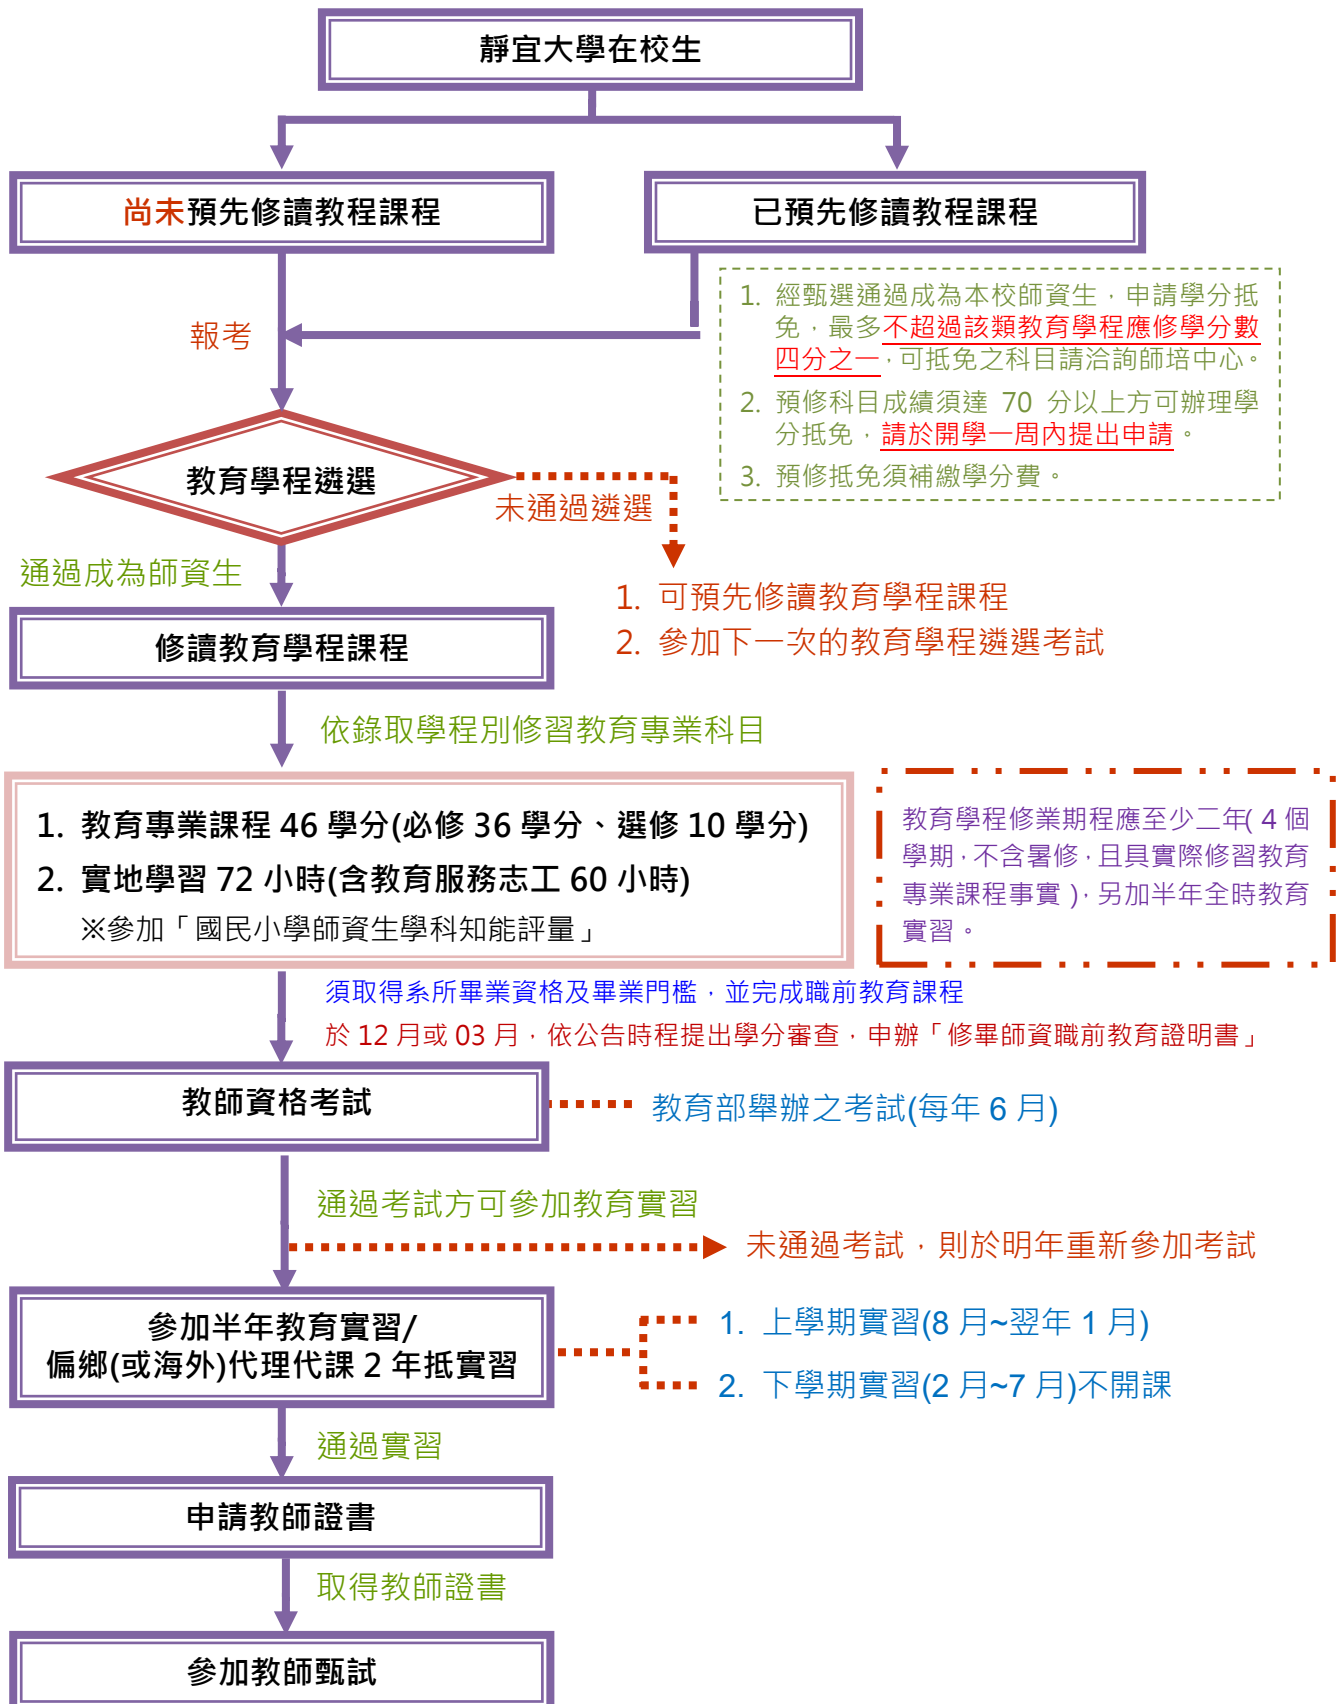 靜宜大學在校生
尚未預先修讀教程課程
已預先修讀教程課程
報考
1. 經甄選通過成為本校師資生，申請學分抵
免，最多不超過該類教育學程應修學分數
四分之一，可抵免之科目請洽詢師培中心。
2. 預修科目成績須達 70 分以上方可辦理學
分抵免，請於開學一周內提出申請。
3. 預修抵免須補繳學分費。
教育學程遴選
未通過遴選
通過成為師資生
1. 可預先修讀教育學程課程
2. 參加下一次的教育學程遴選考試
修讀教育學程課程
依錄取學程別修習教育專業科目
1. 教育專業課程 46 學分(必修 36 學分、選修 10 學分)
2. 實地學習 72 小時(含教育服務志工 60 小時)
※參加「國民小學師資生學科知能評量」
教育學程修業期程應至少二年( 4 個
學期，不含暑修，且具實際修習教育
專業課程事實 )，另加半年全時教育
實習。
須取得系所畢業資格及畢業門檻，並完成職前教育課程
於 12 月或 03 月，依公告時程提出學分審查，申辦「修畢師資職前教育證明書」
教師資格考試
教育部舉辦之考試(每年 6 月)
通過考試方可參加教育實習
未通過考試，則於明年重新參加考試
參加半年教育實習/
偏鄉(或海外)代理代課 2 年抵實習
1. 上學期實習(8 月~翌年 1 月)
2. 下學期實習(2 月~7 月)不開課
通過實習
申請教師證書
取得教師證書
參加教師甄試